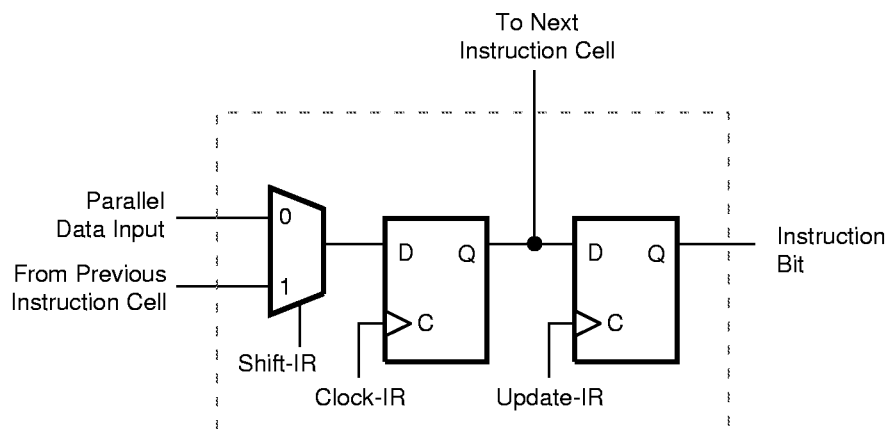 To Next
Instruction Cell
Parallel
Data Input
0
From Previous
Instruction Cell
1
D Q
D Q
Instruction
Bit
C
C
Shift-IR
Clock-IR
Update-IR